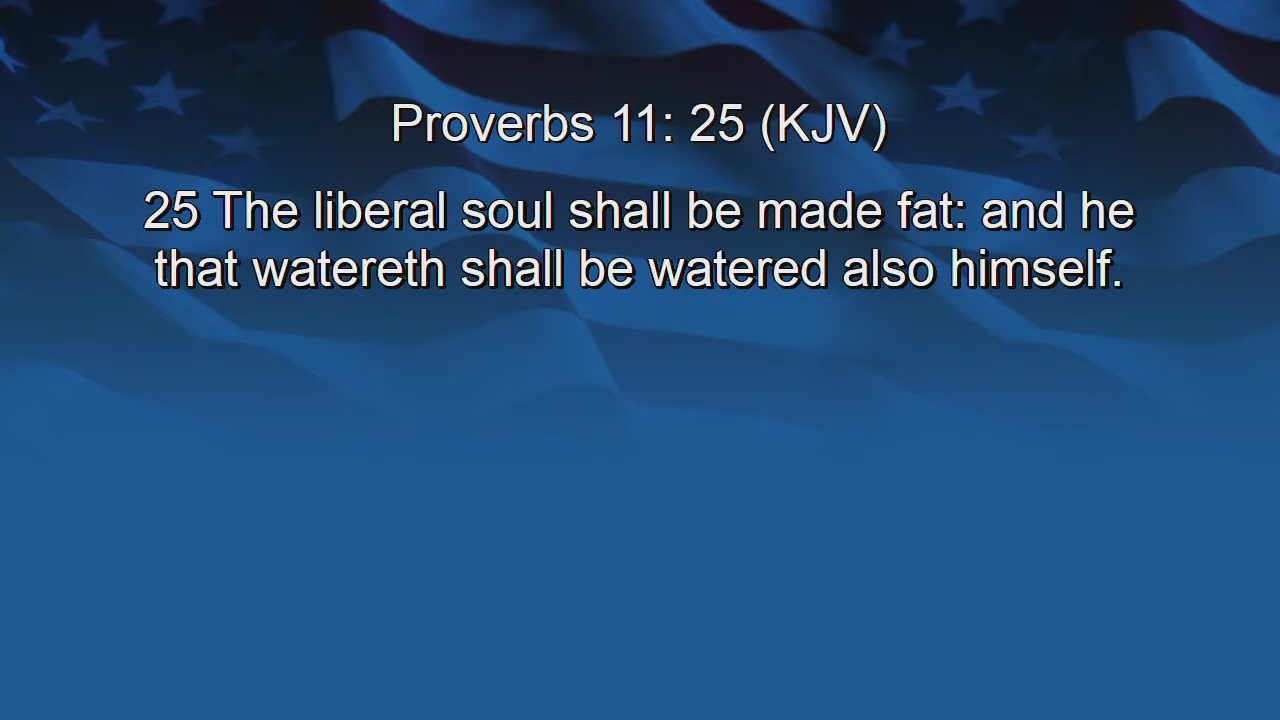 Proverbs 11: 25 (KJV)
25 The liberal soul shall be made fat: and he
that watereth shall be watered also himself.